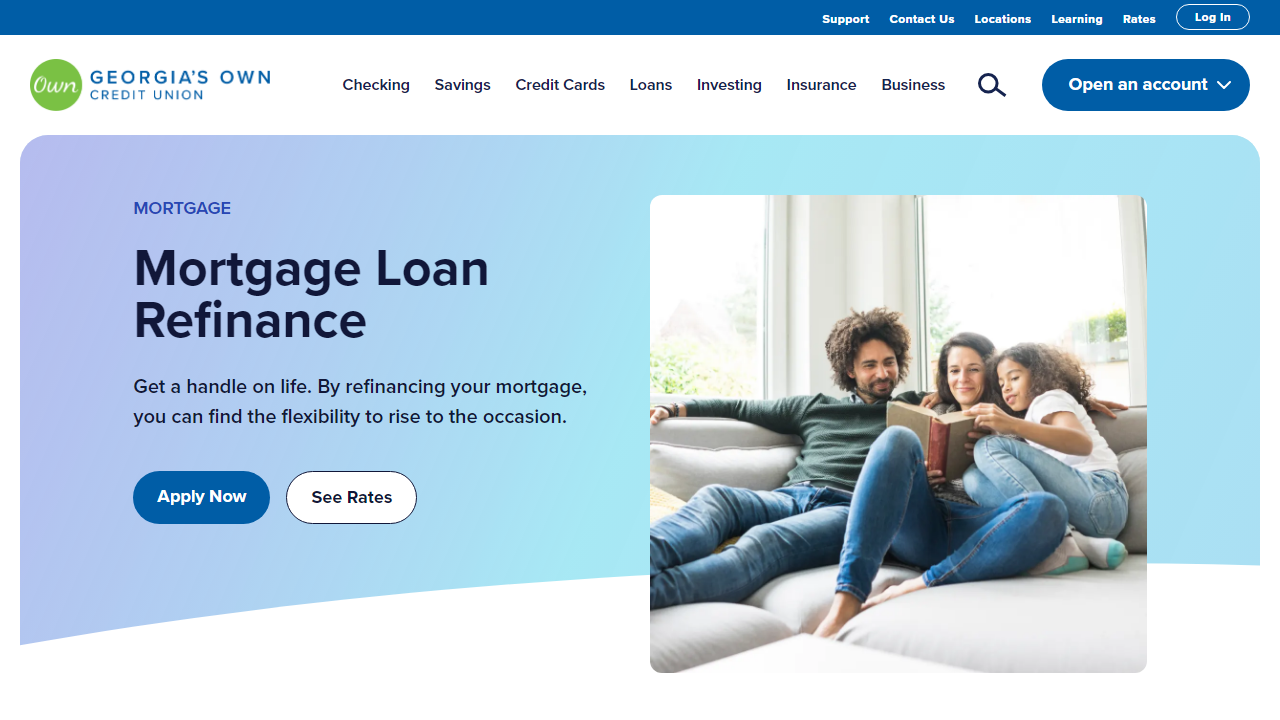 Support Contact Us Locations Learning Rates Log In
Own GEORGIA'S OWN
CREDIT UNION
Checking Savings Credit Cards Loans Investing Insurance Business Open an account
MORTGAGE
Mortgage Loan
Refinance
Get a handle on life. By refinancing your mortgage,
you can find the flexibility to rise to the occasion.
Apply Now See Rates